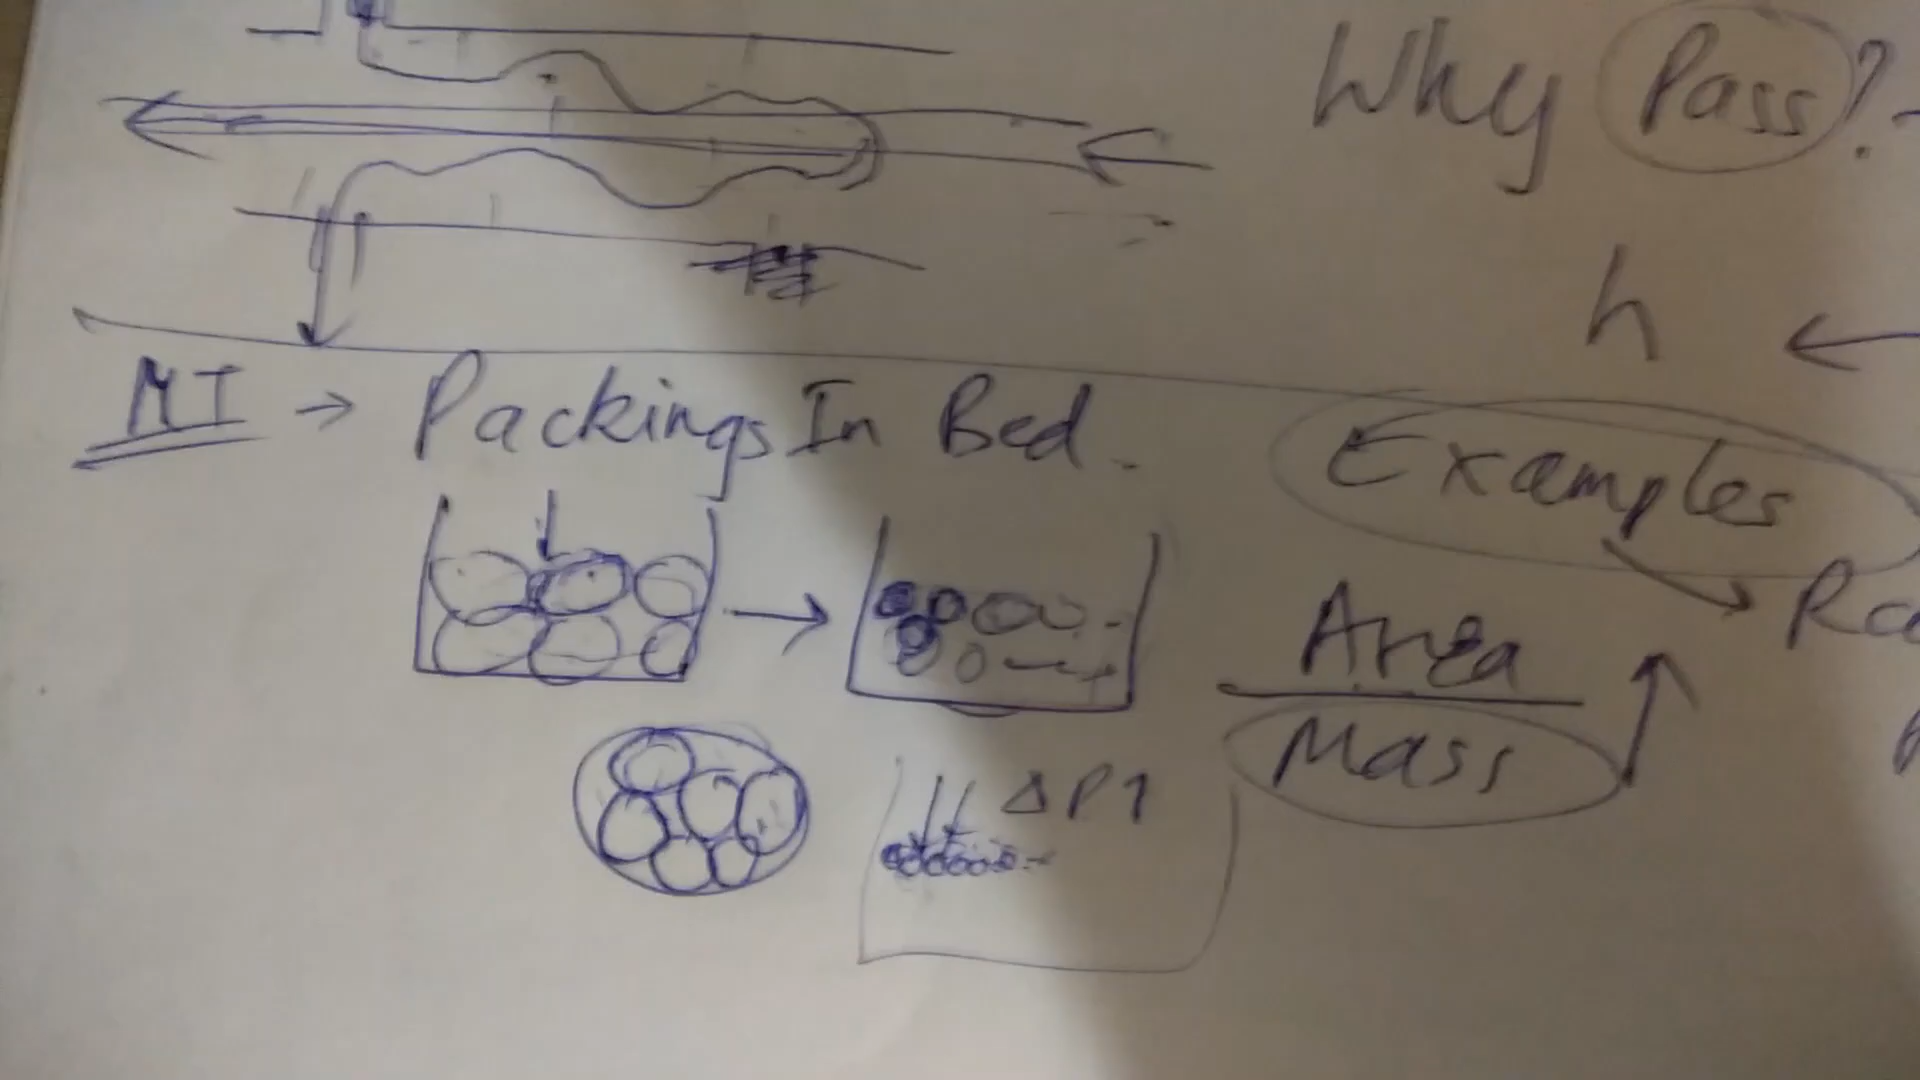 Why Pass?
h
MI → Packings In Bed.
Examples
Area
Mass
ΔP↑